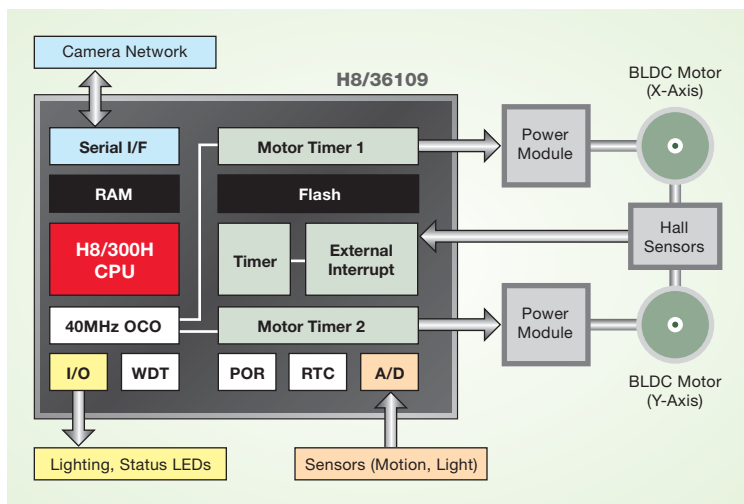 Camera Network
H8/36109
BLDC Motor
(X-Axis)
Serial I/F
Motor Timer 1
Power
Module
RAM
Flash
H8/300H
CPU
Timer
External
Interrupt
Hall
Sensors
40MHz OCO
Motor Timer 2
Power
Module
I/O
WDT
POR
RTC
A/D
BLDC Motor
(Y-Axis)
Lighting, Status LEDs
Sensors (Motion, Light)